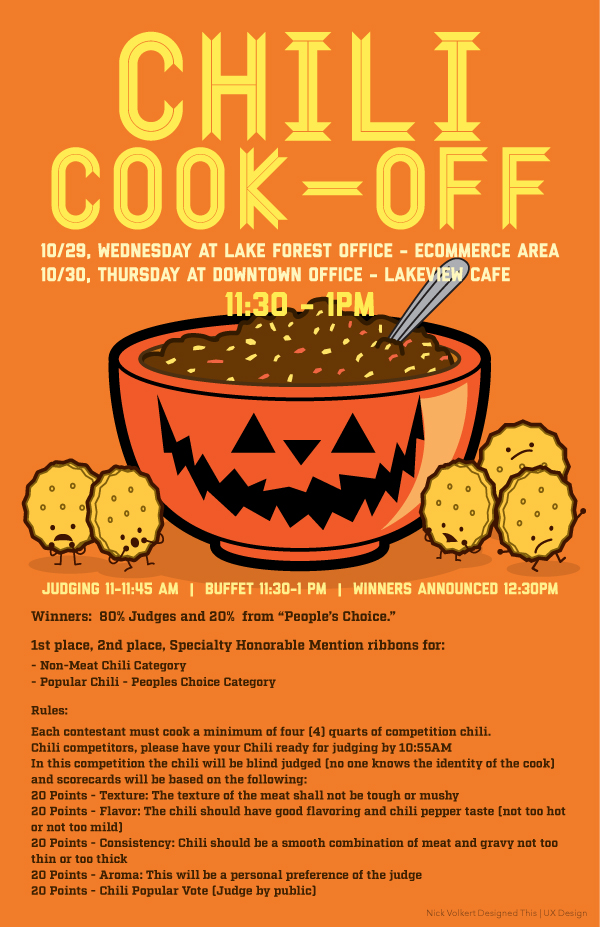 CHILI
COOK-OFF
10/29, WEDNESDAY AT LAKE FOREST OFFICE - ECOMMERCE AREA
10/30, THURSDAY AT DOWNTOWN OFFICE - LAKEVIEW CAFE
11:30 - 1PM
JUDGING 11-11:45 AM | BUFFET 11:30-1 PM | WINNERS ANNOUNCED 12:30PM
Winners: 80% Judges and 20% from “People’s Choice.”
1st place, 2nd place, Specialty Honorable Mention ribbons for:
- Non-Meat Chili Category
- Popular Chili - Peoples Choice Category
Rules:
Each contestant must cook a minimum of four (4) quarts of competition chili.
Chili competitors, please have your Chili ready for judging by 10:55AM
In this competition the chili will be blind judged (no one knows the identity of the cook)
and scorecards will be based on the following:
20 Points - Texture: The texture of the meat shall not be tough or mushy
20 Points - Flavor: The chili should have good flavoring and chili pepper taste (not too hot
or not too mild)
20 Points - Consistency: Chili should be a smooth combination of meat and gravy not too
thin or too thick
20 Points - Aroma: This will be a personal preference of the judge
20 Points - Chili Popular Vote (Judge by public)
Nick Volkert Designed This | UX Design